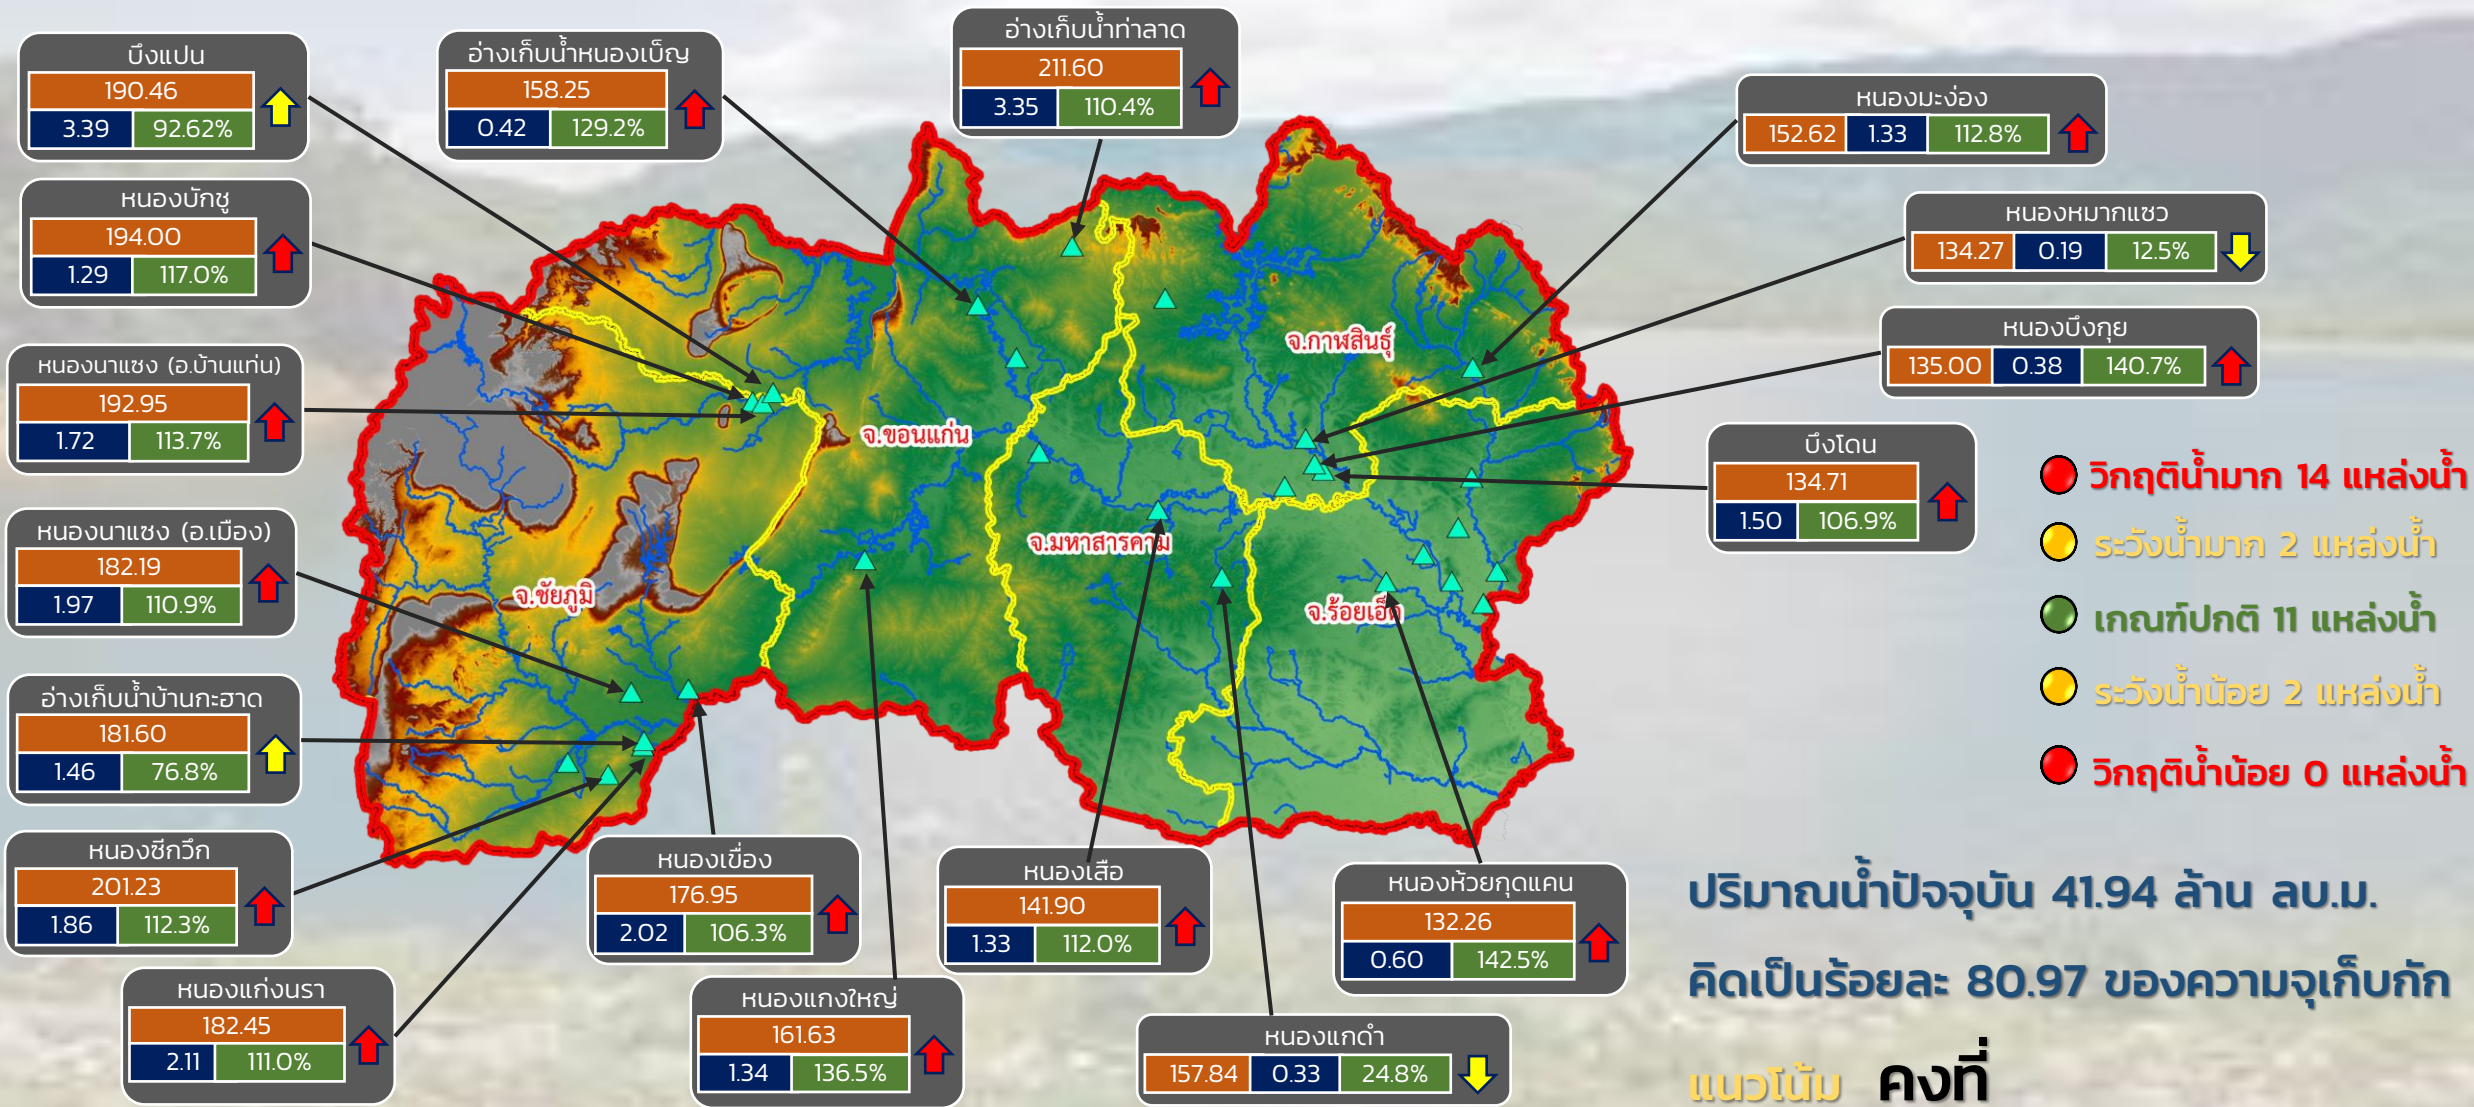 บึงแปน
190.46
3.39 92.62%
อ่างเก็บน้ำหนองเบ็ญ
158.25
0.42 129.2%
อ่างเก็บน้ำท่าลาด
211.60
3.35 110.4%
หนองมะง่อง
152.62 1.33 112.8%
หนองบักชู
194.00
1.29 117.0%
หนองหมากแซว
134.27 0.19 12.5%
หนองบึงกุย
135.00 0.38 140.7%
หนองนาแซง (อ.บ้านแท่น)
192.95
1.72 113.7%
บึงโดน
134.71
1.50 106.9%
หนองนาแซง (อ.เมือง)
182.19
1.97 110.9%
อ่างเก็บน้ำบ้านกะฮาด
181.60
1.46 76.8%
หนองซีกวึก
201.23
1.86 112.3%
หนองแก่งนรา
182.45
2.11 111.0%
หนองเขื่อง
176.95
2.02 106.3%
หนองแกงใหญ่
161.63
1.34 136.5%
หนองเสือ
141.90
1.33 112.0%
หนองแกดำ
157.84 0.33 24.8%
หนองห้วยกุดแคน
132.26
0.60 142.5%
จ.กาฬสินธุ์
จ.ขอนแก่น
จ.มหาสารคาม
จ.ชัยภูมิ
จ.ร้อยเอ็ด
วิกฤติน้ำมาก 14 แหล่งน้ำ
ระวังน้ำมาก 2 แหล่งน้ำ
เกณฑ์ปกติ 11 แหล่งน้ำ
ระวังน้ำน้อย 2 แหล่งน้ำ
วิกฤติน้ำน้อย 0 แหล่งน้ำ
ปริมาณน้ำปัจจุบัน 41.94 ล้าน ลบ.ม.
คิดเป็นร้อยละ 80.97 ของความจุเก็บกัก
แนวโน้ม คงที่